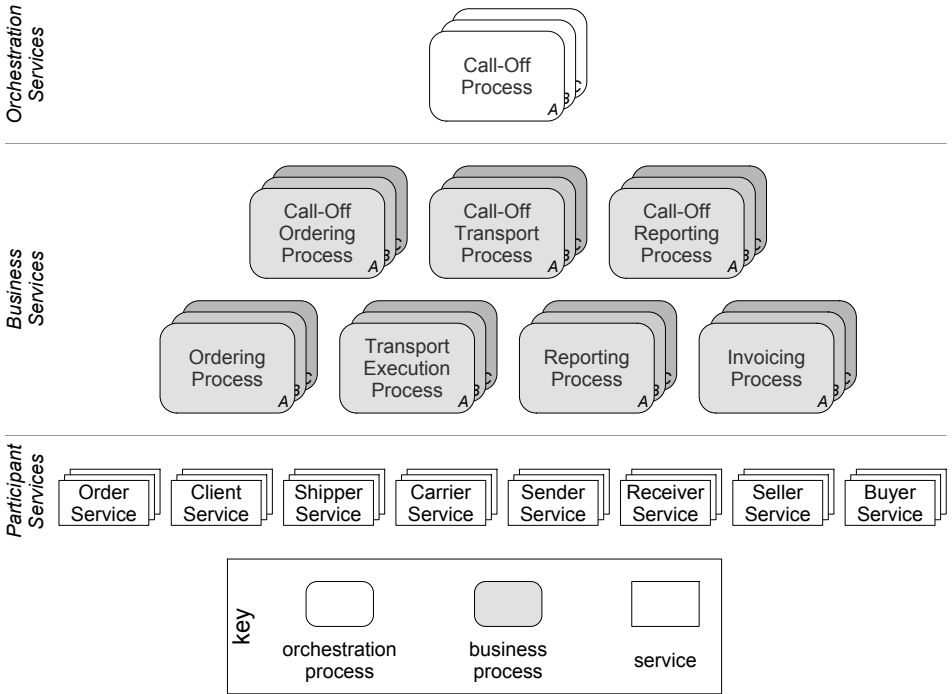 Orchestration
Services
Call-Off
Process
A
B
C
Business
Services
Call-Off
Ordering
Process
A
B
C
Call-Off
Transport
Process
A
B
C
Call-Off
Reporting
Process
A
B
C
Ordering
Process
A
B
C
Transport
Execution
Process
A
B
C
Reporting
Process
A
B
C
Invoicing
Process
A
B
C
Participant
Services
Order
Service
Client
Service
Shipper
Service
Carrier
Service
Sender
Service
Receiver
Service
Seller
Service
Buyer
Service
key
orchestration
process
business
process
service